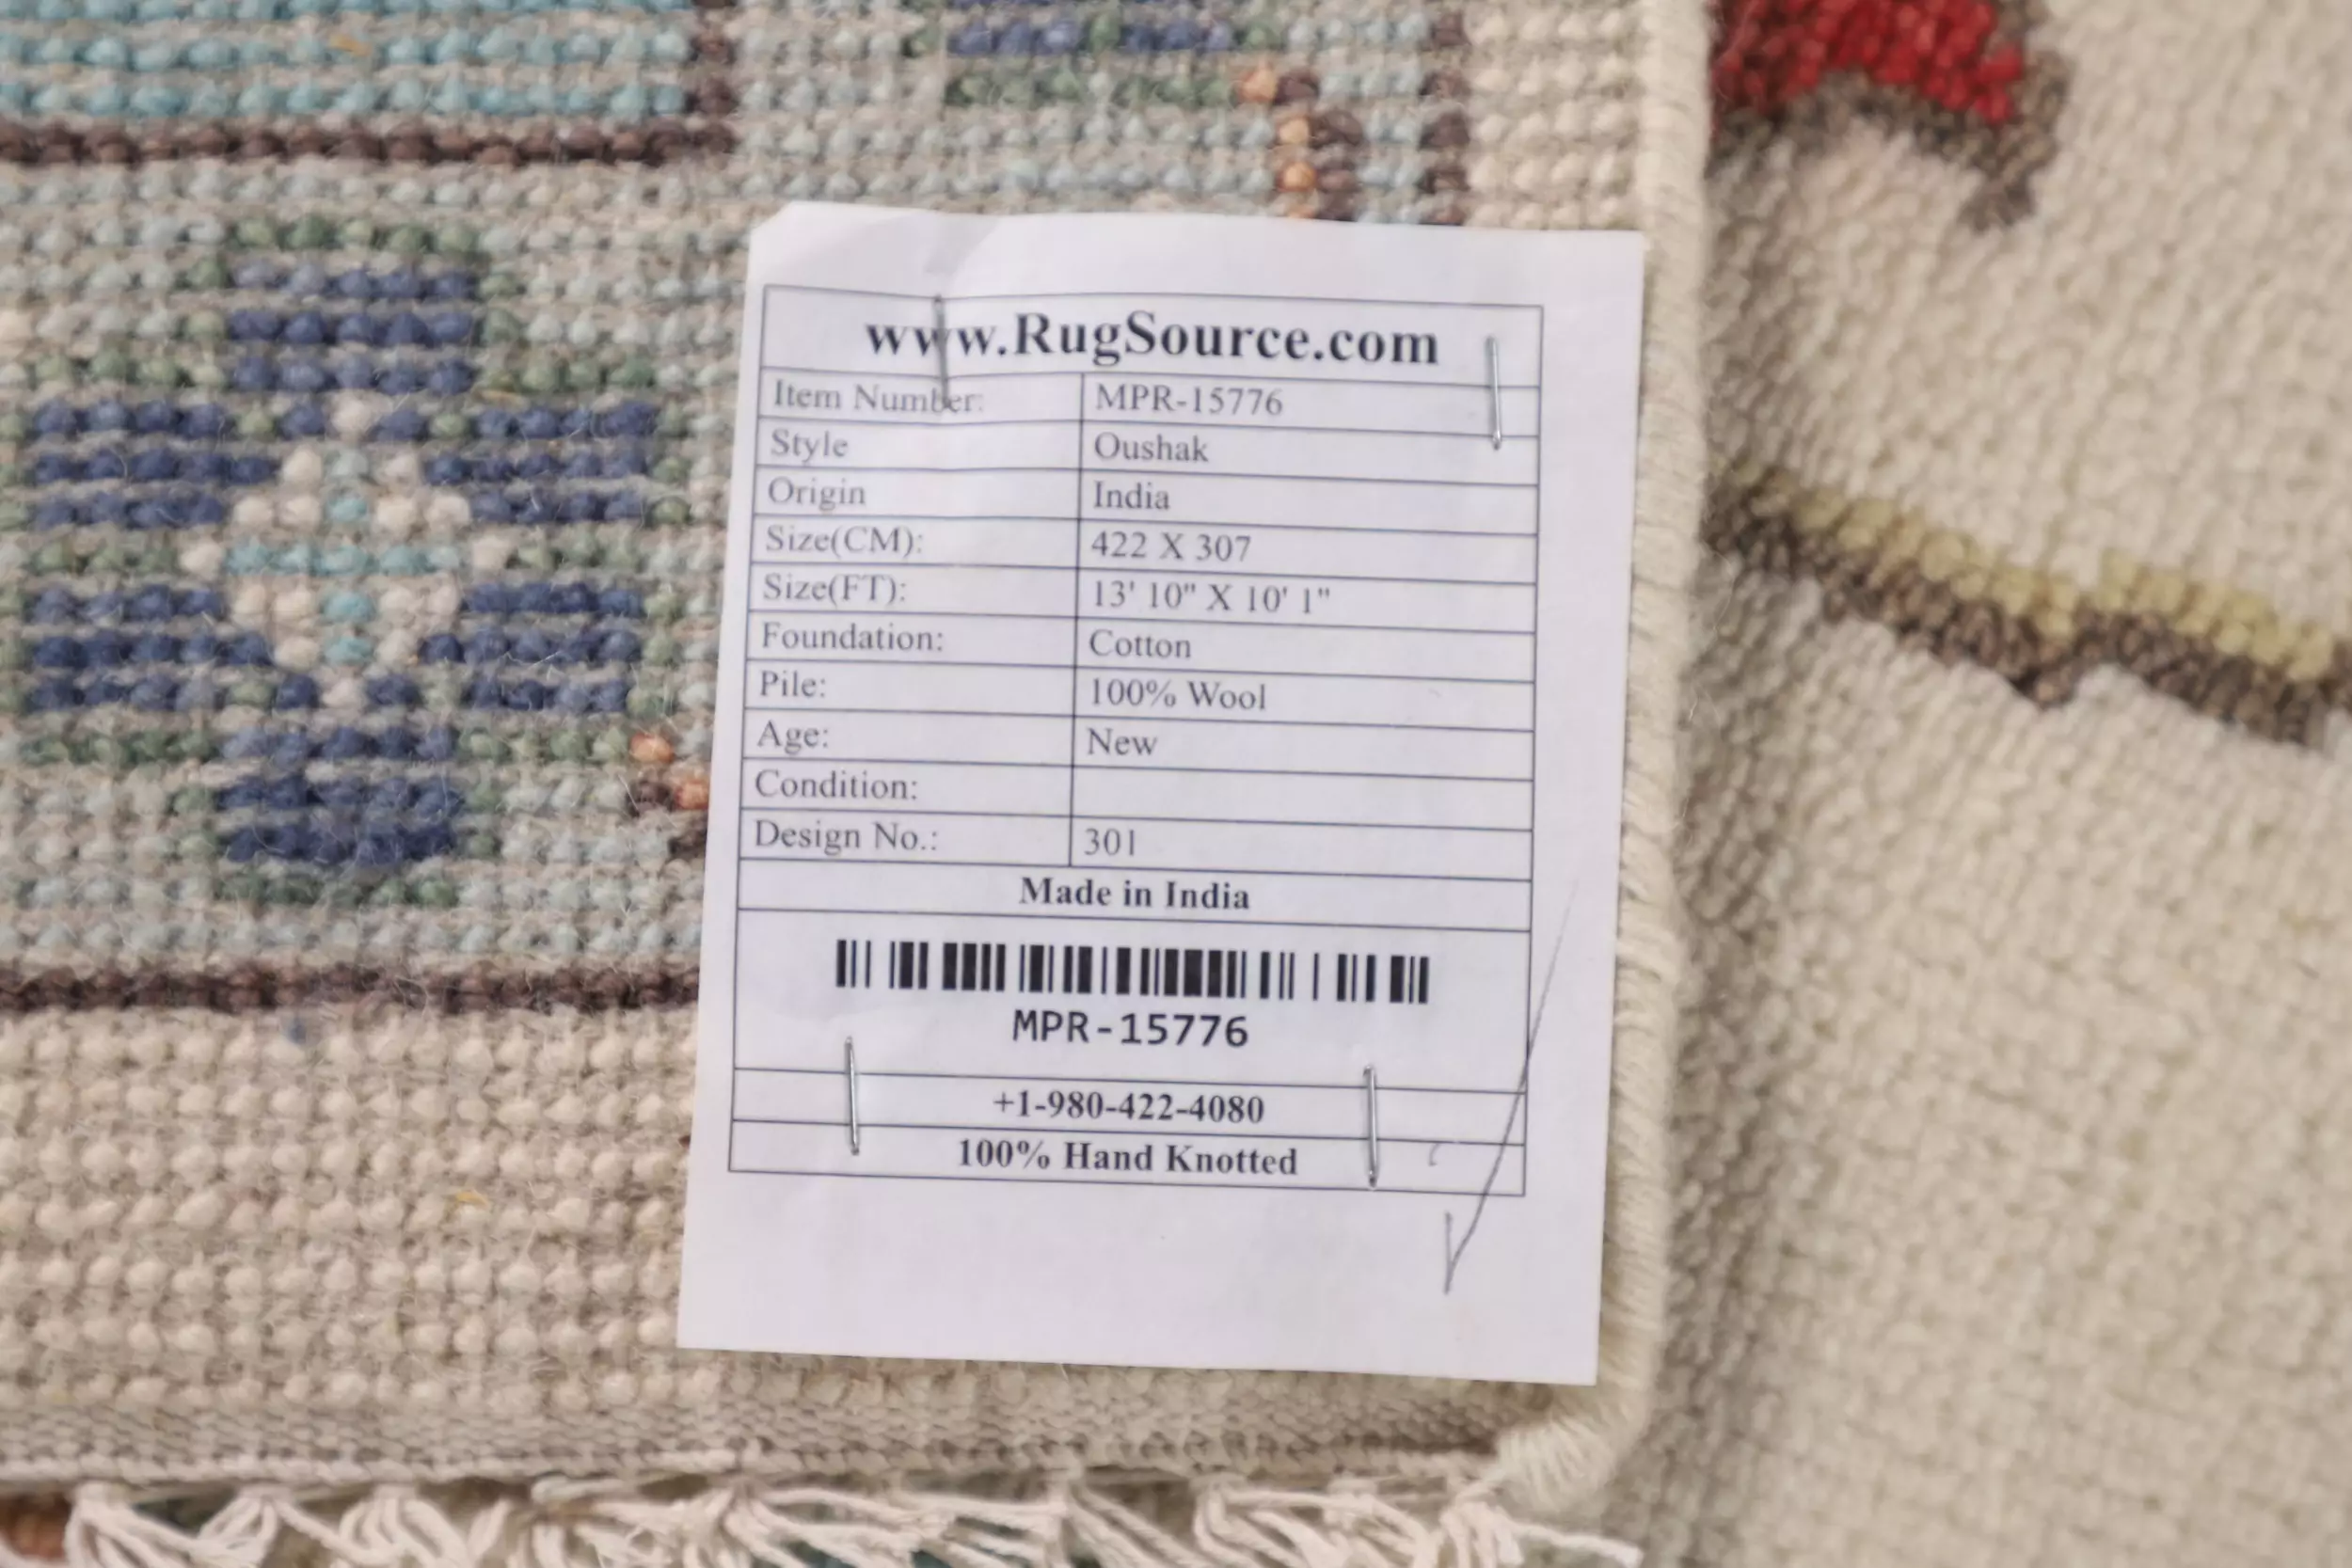 www.RugSource.com
Item Number: MPR-15776
Style Oushak
Origin India
Size(CM): 422 X 307
Size(FT): 13' 10" X 10' 1"
Foundation: Cotton
Pile: 100% Wool
Age: New
Condition:
Design No.: 301
Made in India
MPR-15776
+1-980-422-4080
100% Hand Knotted